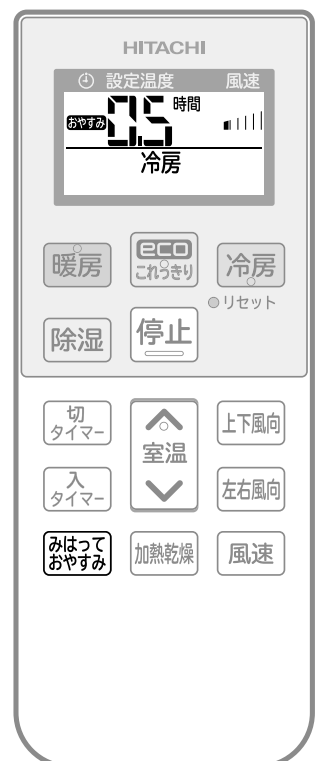 HITACHI
設定温度 風速
おやすみ 0.5 時間
冷房
暖房 eco これっきり 冷房
リセット
除湿 停止
切タイマー 室温 上下風向
入タイマー 左右風向
みはっておやすみ 加熱乾燥 風速